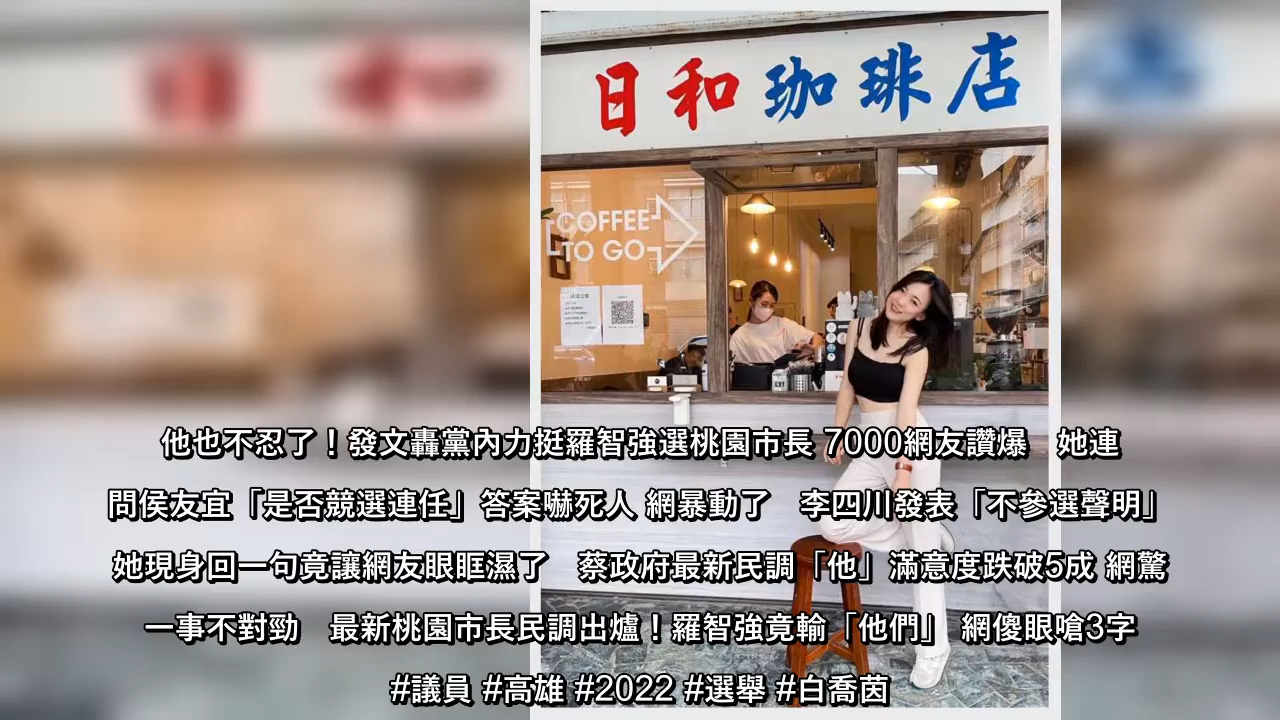 日和珈琲店
COFFEE
TO GO
他也不忍了！發文轟黨內力挺羅智強選桃園市長 7000網友讚爆　她連
問侯友宜「是否競選連任」答案嚇死人 網暴動了　李四川發表「不參選聲明」
她現身回一句竟讓網友眼眶濕了　蔡政府最新民調「他」滿意度跌破5成 網驚
一事不對勁　最新桃園市長民調出爐！羅智強竟輸「他們」 網傻眼嗆3字
#議員 #高雄 #2022 #選舉 #白喬茵